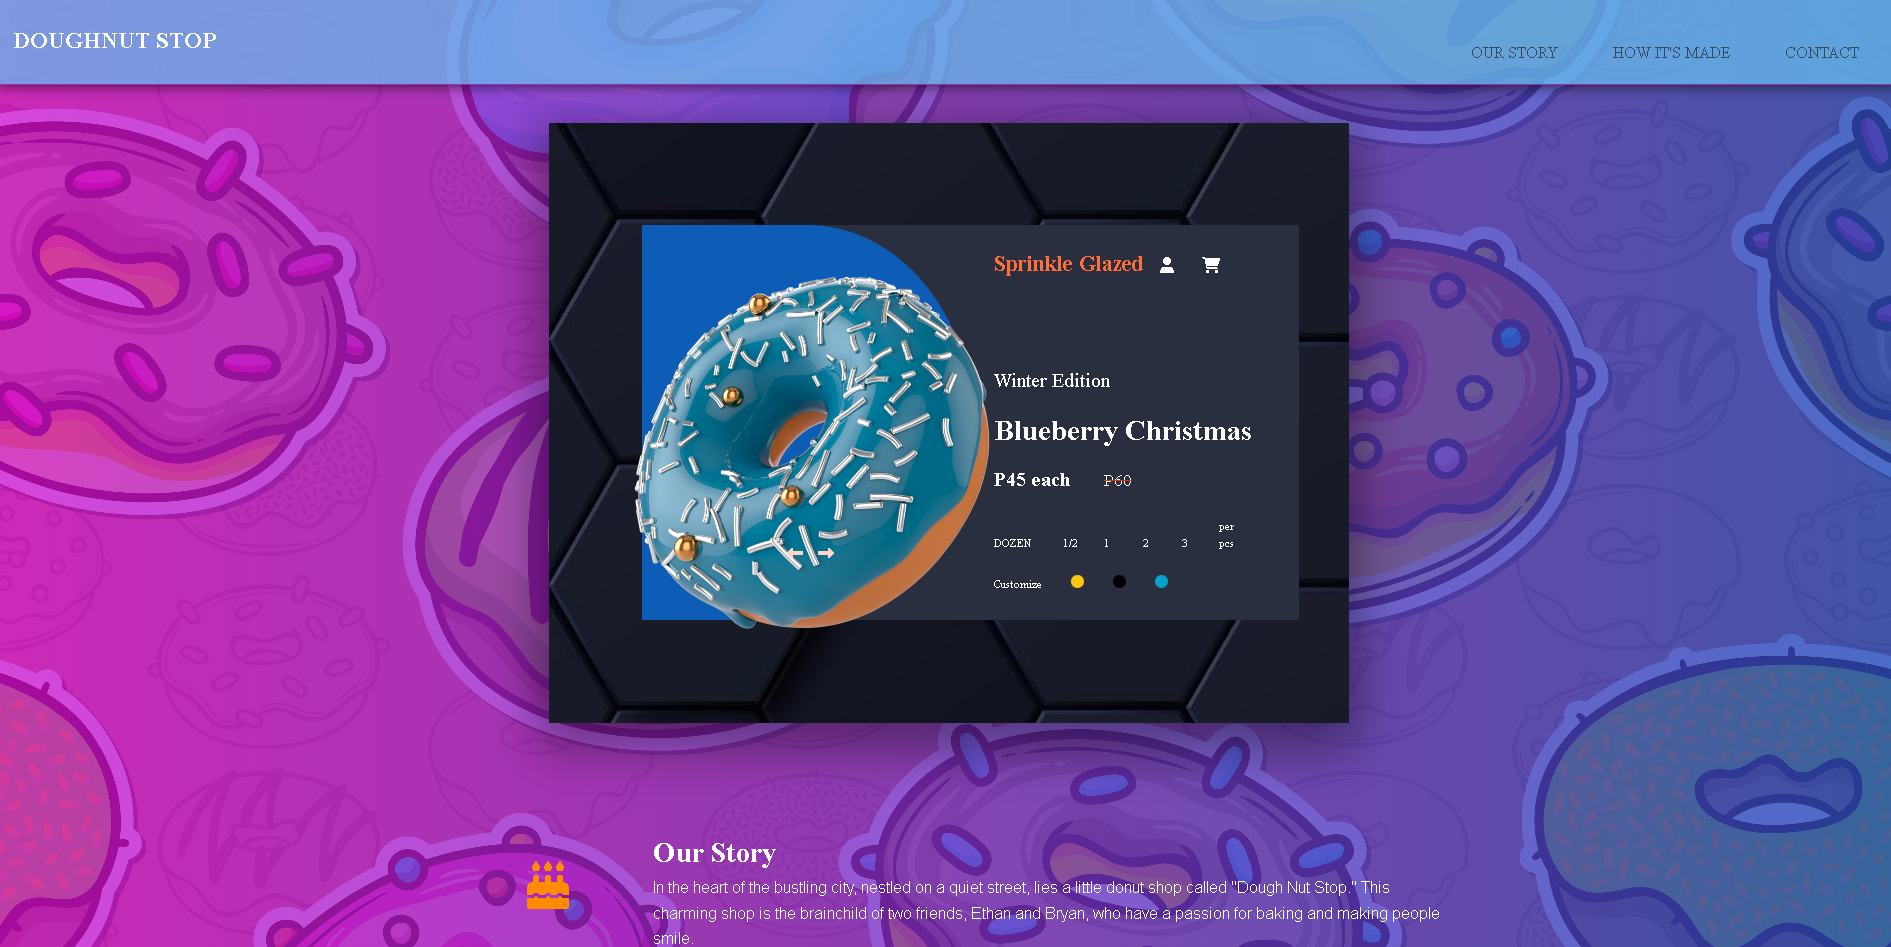 DOUGHNUT STOP
OUR STORY HOW IT'S MADE CONTACT
Sprinkle Glazed
Winter Edition
Blueberry Christmas
P45 each P60
DOZEN 1/2 1 2 3 per pcs
Customize
Our Story
In the heart of the bustling city, nestled on a quiet street, lies a little donut shop called "Dough Nut Stop." This
charming shop is the brainchild of two friends, Ethan and Bryan, who have a passion for baking and making people
smile.